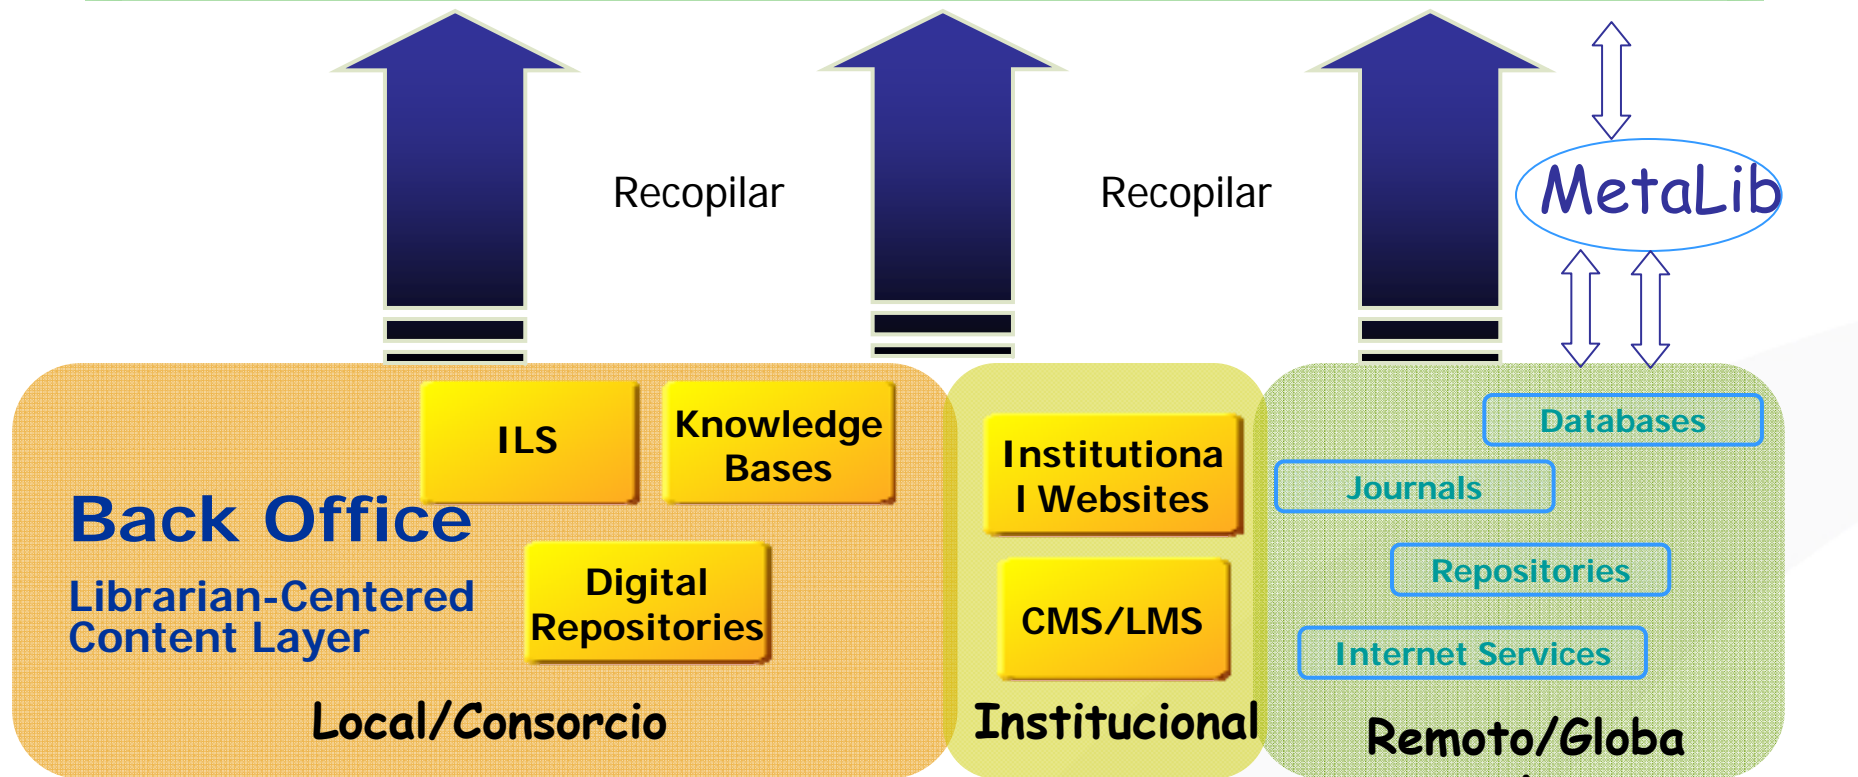 Recopilar
Recopilar
MetaLib
ILS
Knowledge
Bases
Institutiona
l Websites
Databases
Journals
Back Office
Librarian-Centered
Content Layer
Digital
Repositories
CMS/LMS
Repositories
Internet Services
Local/Consorcio
Institucional
Remoto/Globa